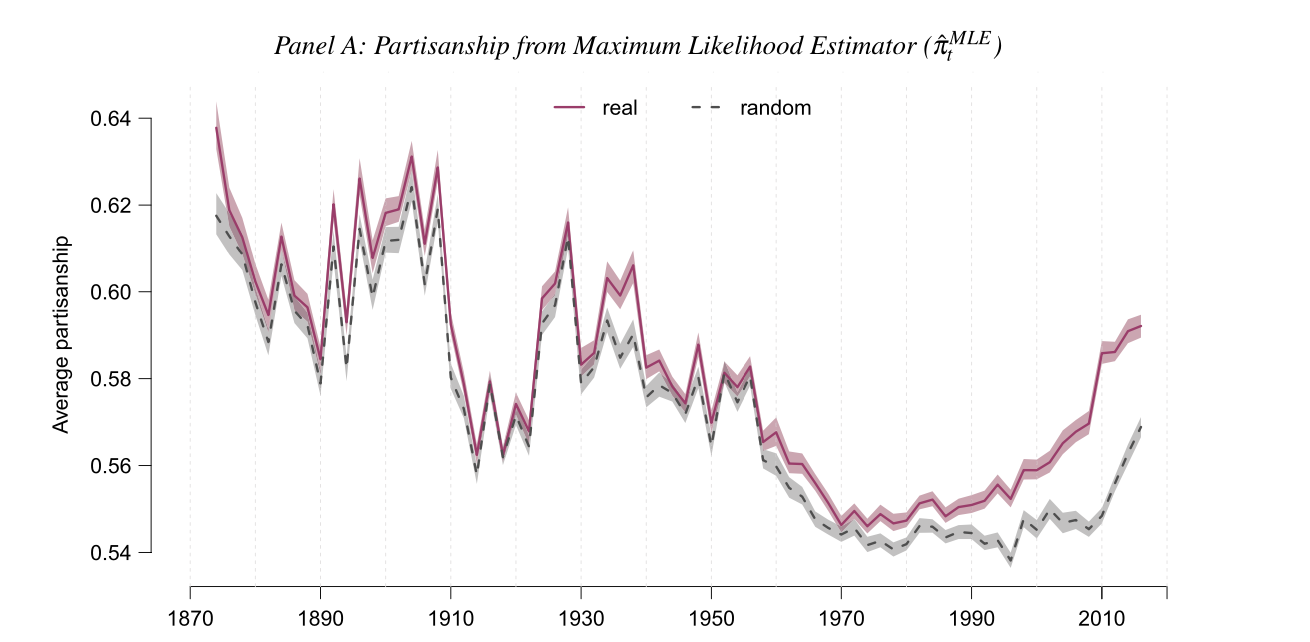 Panel A: Partisanship from Maximum Likelihood Estimator (π̂ₜᴹᴸᴱ)
real random
0.64
0.62
0.60
0.58
0.56
0.54
Average partisanship
1870 1890 1910 1930 1950 1970 1990 2010